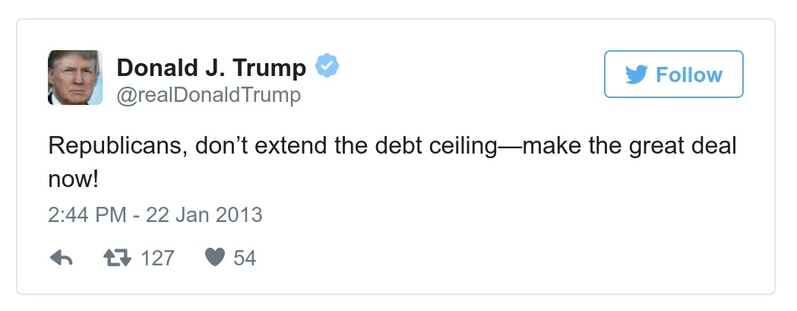 Donald J. Trump
Follow
@realDonaldTrump
Republicans, don’t extend the debt ceiling—make the great deal
now!
2:44 PM - 22 Jan 2013
127 54